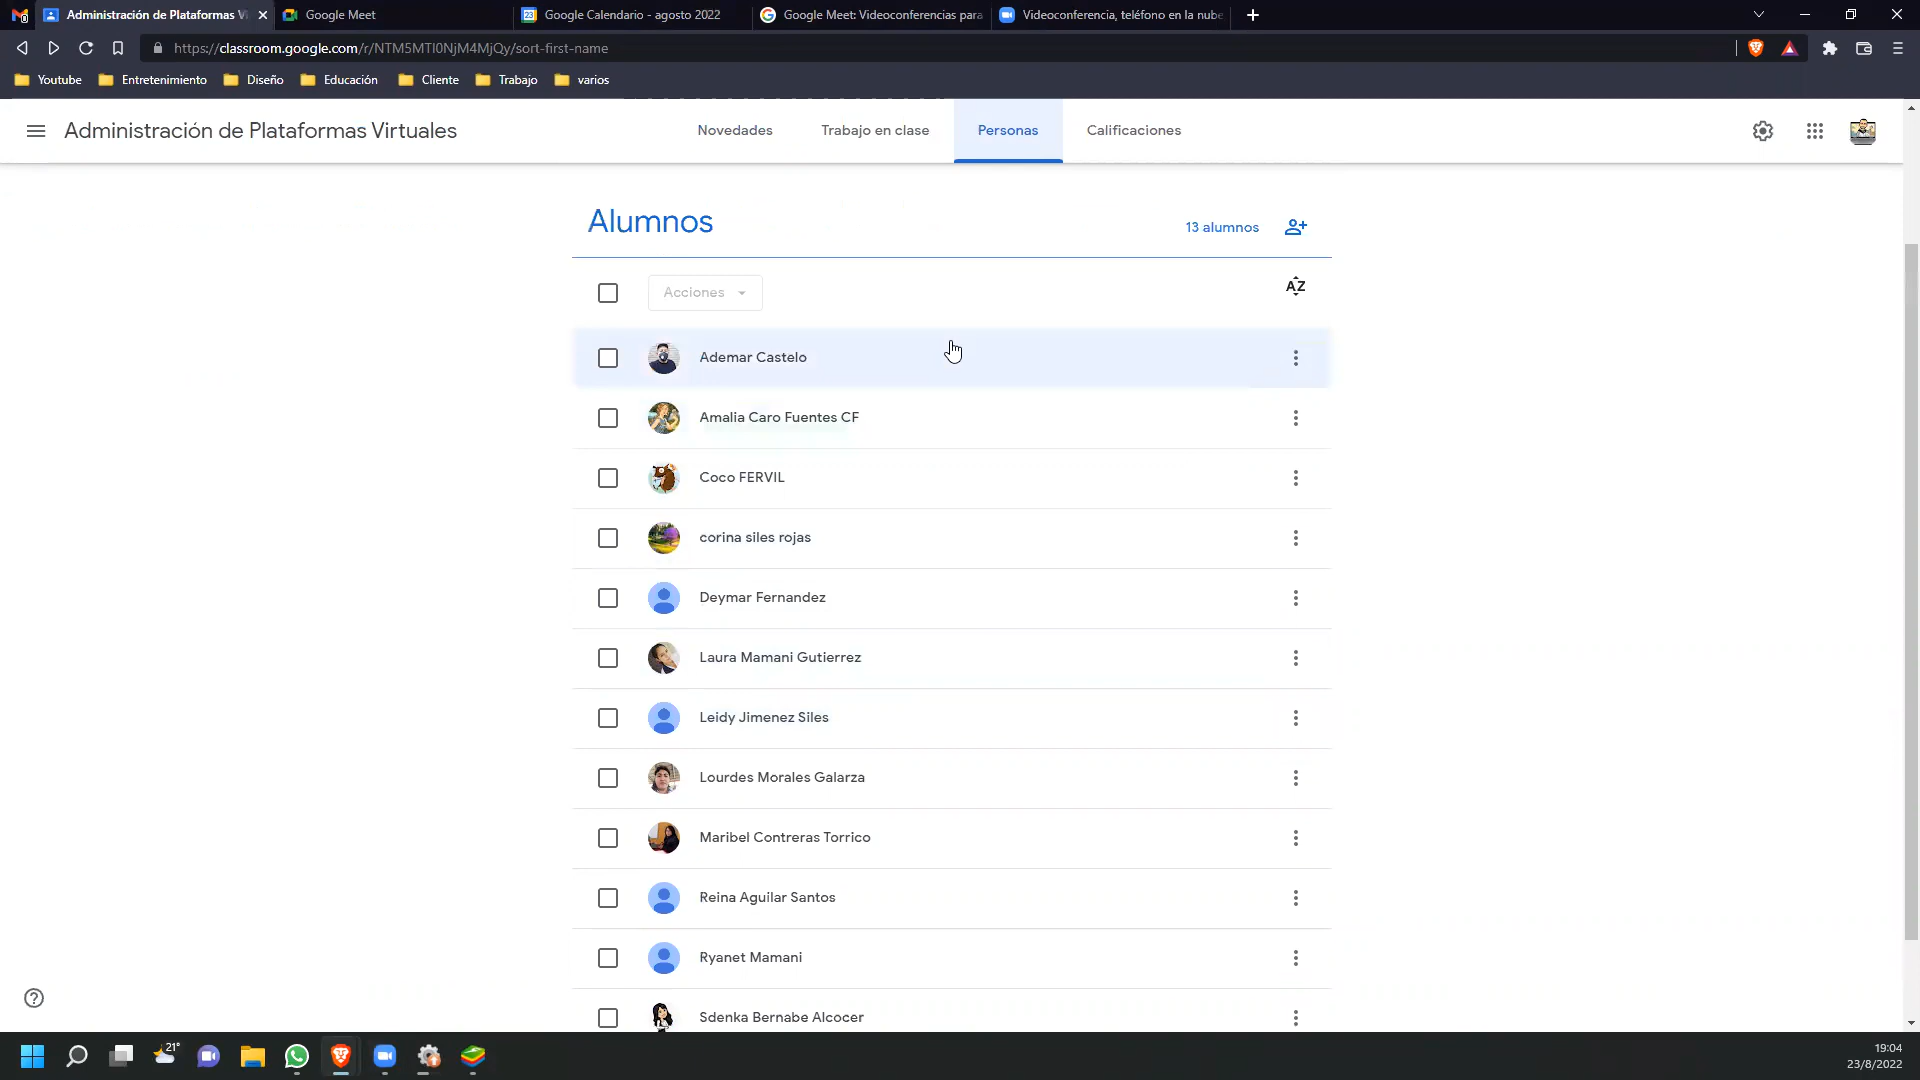 Administración de Plataformas Vi
Google Meet
Google Calendario - agosto 2022
Google Meet: Videoconferencias para
Videoconferencia, teléfono en la nube
https://classroom.google.com/r/NTM5MTI0NjM4MjQy/sort-first-name
Youtube
Entretenimiento
Diseño
Educación
Cliente
Trabajo
varios
Administración de Plataformas Virtuales
Novedades
Trabajo en clase
Personas
Calificaciones
Alumnos
13 alumnos
Acciones
AZ
Ademar Castelo
Amalia Caro Fuentes CF
Coco FERVIL
corina siles rojas
Deymar Fernandez
Laura Mamani Gutierrez
Leidy Jimenez Siles
Lourdes Morales Galarza
Maribel Contreras Torrico
Reina Aguilar Santos
Ryanet Mamani
Sdenka Bernabe Alcocer
21°
19:04
23/8/2022